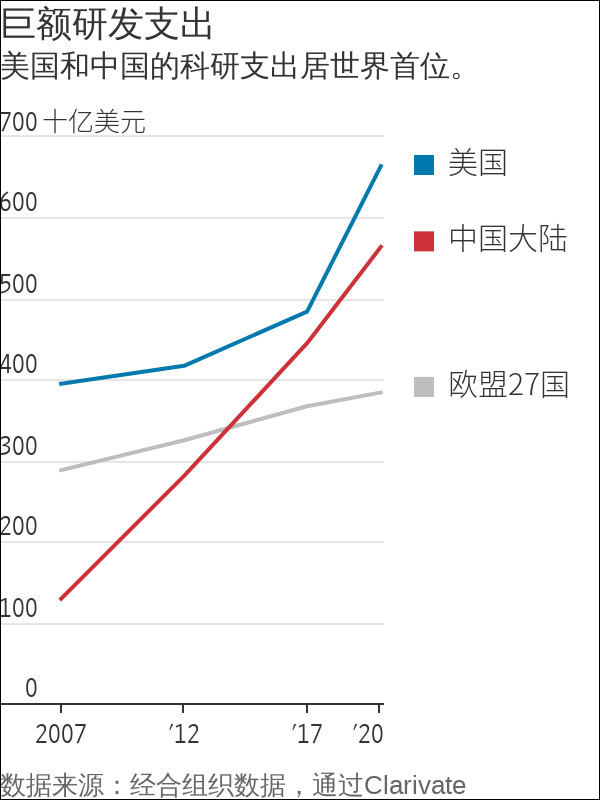 巨额研发支出
美国和中国的科研支出居世界首位。
700 十亿美元
600
500
400
300
200
100
0
2007 ’12 ’17 ’20
美国
中国大陆
欧盟27国
数据来源：经合组织数据，通过Clarivate